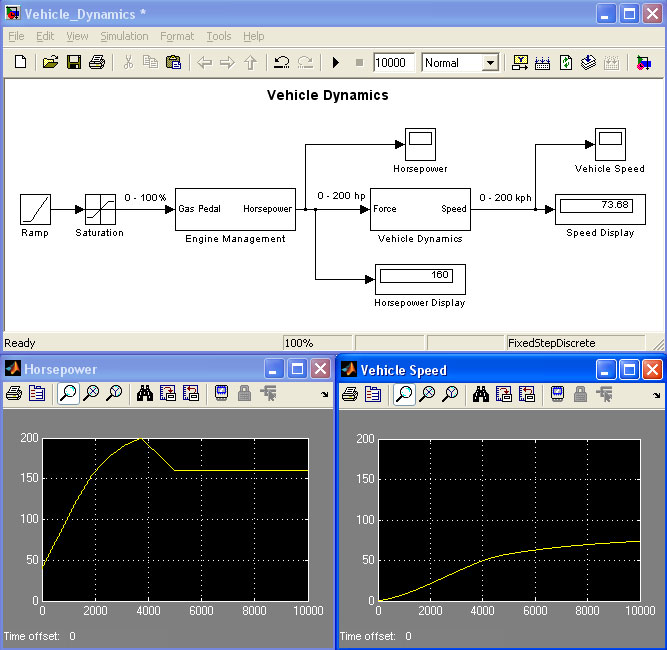 Vehicle_Dynamics *
File Edit View Simulation Format Tools Help
10000 Normal
Vehicle Dynamics
Horsepower
Vehicle Speed
0 - 100%
0 - 200 hp
0 - 200 kph
Gas Pedal Horsepower
Force Speed
73.68
Ramp
Saturation
Engine Management
Vehicle Dynamics
Speed Display
160
Horsepower Display
Ready 100% FixedStepDiscrete
Horsepower
200
150
100
50
0
0 2000 4000 6000 8000 10000
Time offset: 0
Vehicle Speed
200
150
100
50
0
0 2000 4000 6000 8000 10000
Time offset: 0